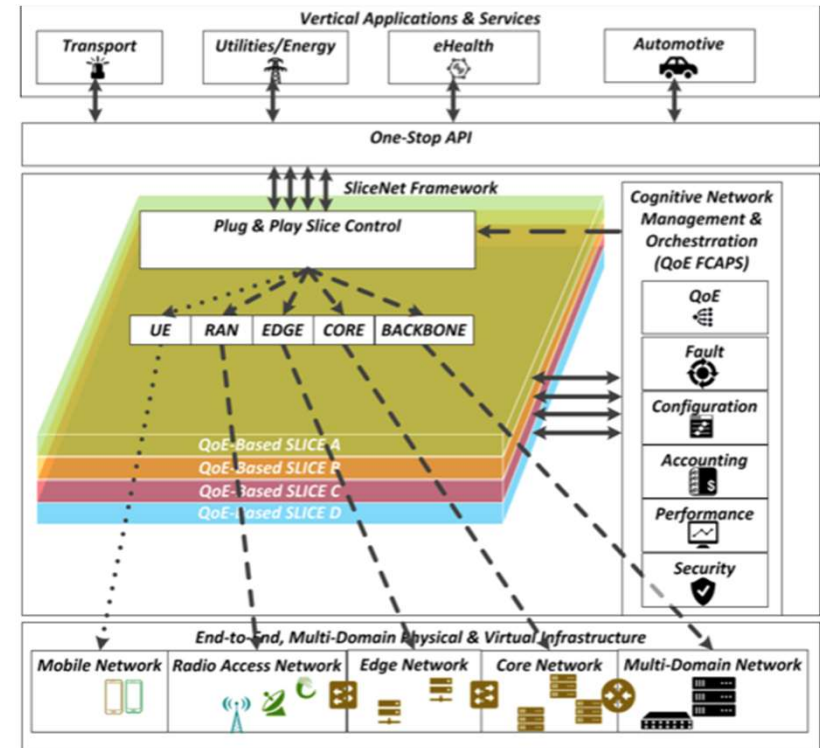 Vertical Applications & Services
Transport
Utilities/Energy
eHealth
Automotive
One-Stop API
SliceNet Framework
Plug & Play Slice Control
Cognitive Network
Management &
Orchestrration
(QoE FCAPS)
QoE
Fault
Configuration
Accounting
$
Performance
Security
UE
RAN
EDGE
CORE
BACKBONE
QoE-Based SLICE A
QoE-Based SLICE B
QoE-Based SLICE C
QoE-Based SLICE D
End-to-End, Multi-Domain Physical & Virtual Infrastructure
Mobile Network
Radio Access Network
Edge Network
Core Network
Multi-Domain Network